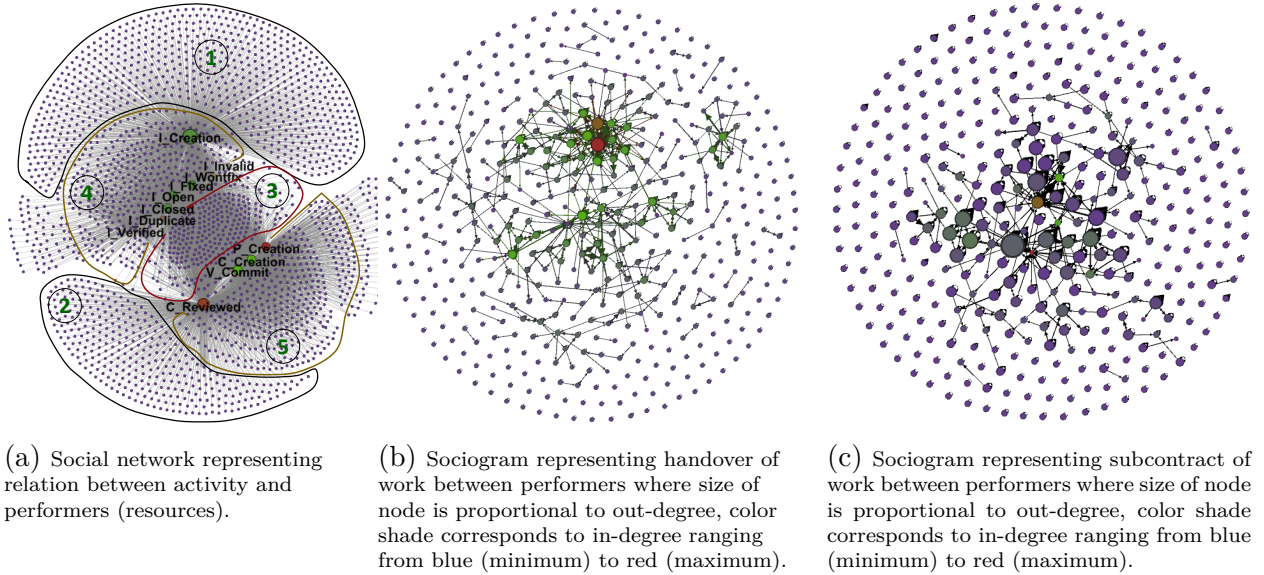 1
I_Creation
I_Invalid
I_Wontfix
I_Fixed
3
4
I_Open
I_Closed
I_Duplicate
I_Verified
P_Creation
C_Creation
V_Commit
2
C_Reviewed
5
(a) Social network representing
relation between activity and
performers (resources).
(b) Sociogram representing handover of
work between performers where size of
node is proportional to out-degree, color
shade corresponds to in-degree ranging
from blue (minimum) to red (maximum).
(c) Sociogram representing subcontract of
work between performers where size of node
is proportional to out-degree, color shade
corresponds to in-degree ranging from blue
(minimum) to red (maximum).